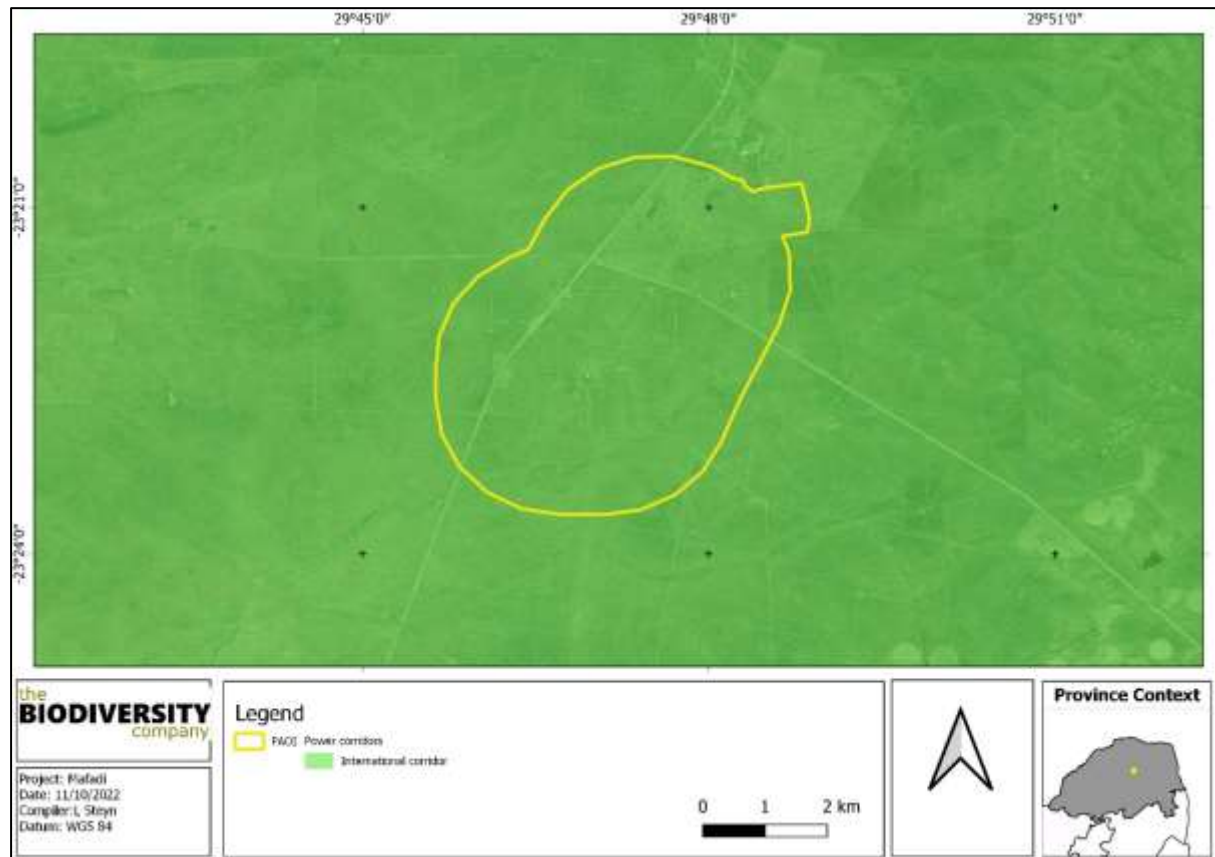 29°45'0"
29°48'0"
29°51'0"
-23°21'0"
-23°24'0"
the
BIODIVERSITY
company
Project: Mafadi
Date: 11/10/2022
Compiler: L Steyn
Datum: WGS 84
Legend
PAOI Power corridors
International corridor
0 1 2 km
Province Context